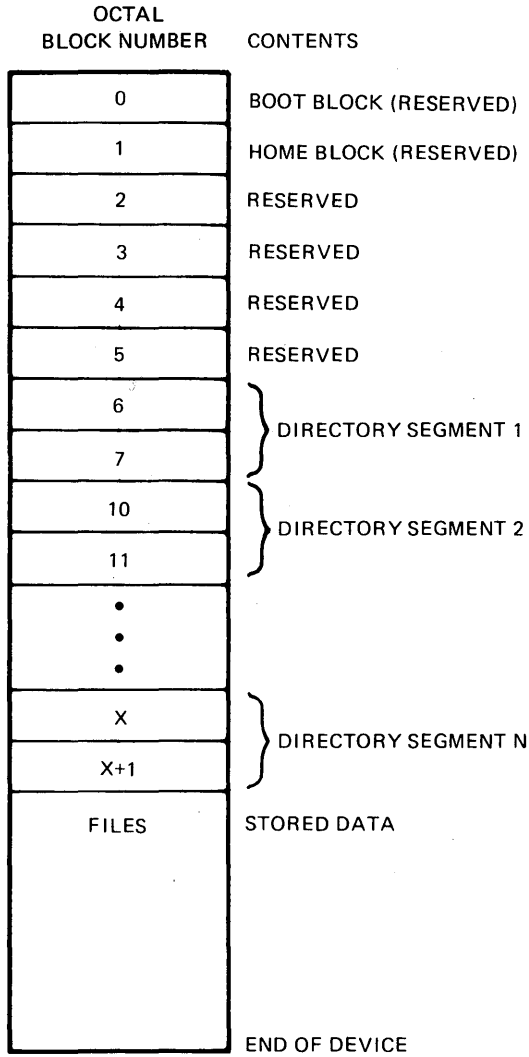 OCTAL
BLOCK NUMBER CONTENTS
0 BOOT BLOCK (RESERVED)
1 HOME BLOCK (RESERVED)
2 RESERVED
3 RESERVED
4 RESERVED
5 RESERVED
6
DIRECTORY SEGMENT 1
7
10
DIRECTORY SEGMENT 2
11
•
•
•
X
DIRECTORY SEGMENT N
X+1
FILES STORED DATA
END OF DEVICE